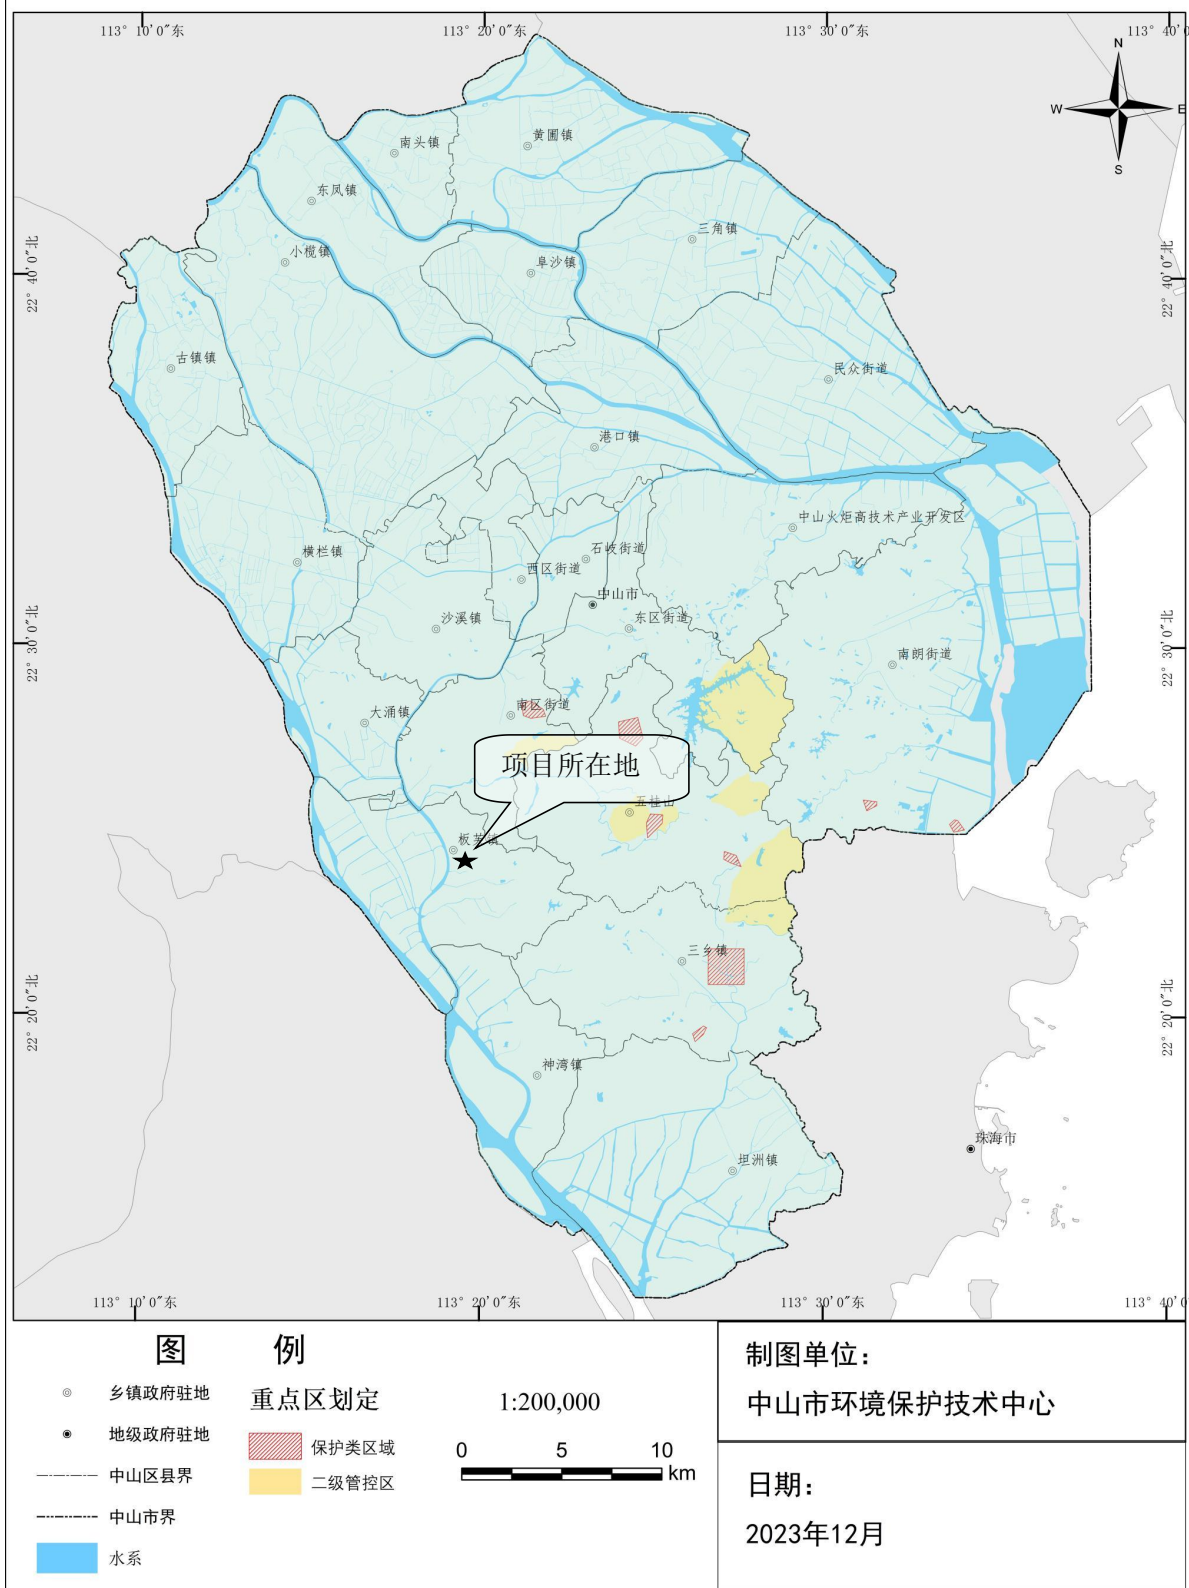 113° 10′0″东
113° 20′0″东
113° 30′0″东
113° 40′0
N
W
E
S
黄圃镇
南头镇
东凤镇
三角镇
小榄镇
阜沙镇
22° 40′0″北
22° 40′0″北
古镇镇
民众街道
港口镇
中山火炬高技术产业开发区
石岐街道
横栏镇
西区街道
中山市
沙溪镇
东区街道
22° 30′0″北
22° 30′0″北
南朗街道
大涌镇
南区街道
项目所在地
五桂山
板芙镇
三乡镇
22° 20′0″北
22° 20′0″北
神湾镇
珠海市
坦洲镇
113° 10′0″东
113° 20′0″东
113° 30′0″东
113° 40′0
图 例
乡镇政府驻地
地级政府驻地
中山区县界
中山市界
水系
重点区划定
保护类区域
二级管控区
1:200,000
0 5 10
km
制图单位：
中山市环境保护技术中心
日期：
2023年12月